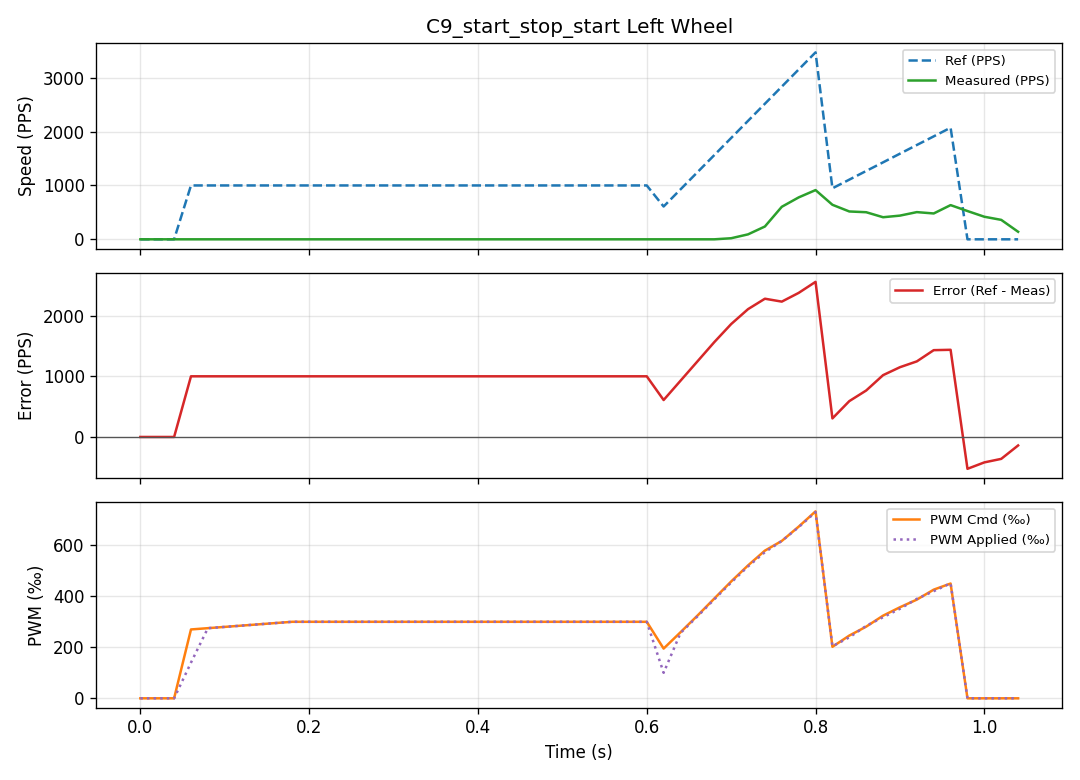 C9_start_stop_start Left Wheel
Speed (PPS)
3000
2000
1000
0
Ref (PPS)
Measured (PPS)
Error (PPS)
2000
1000
0
Error (Ref - Meas)
PWM (‰)
600
400
200
0
PWM Cmd (‰)
PWM Applied (‰)
0.0 0.2 0.4 0.6 0.8 1.0
Time (s)